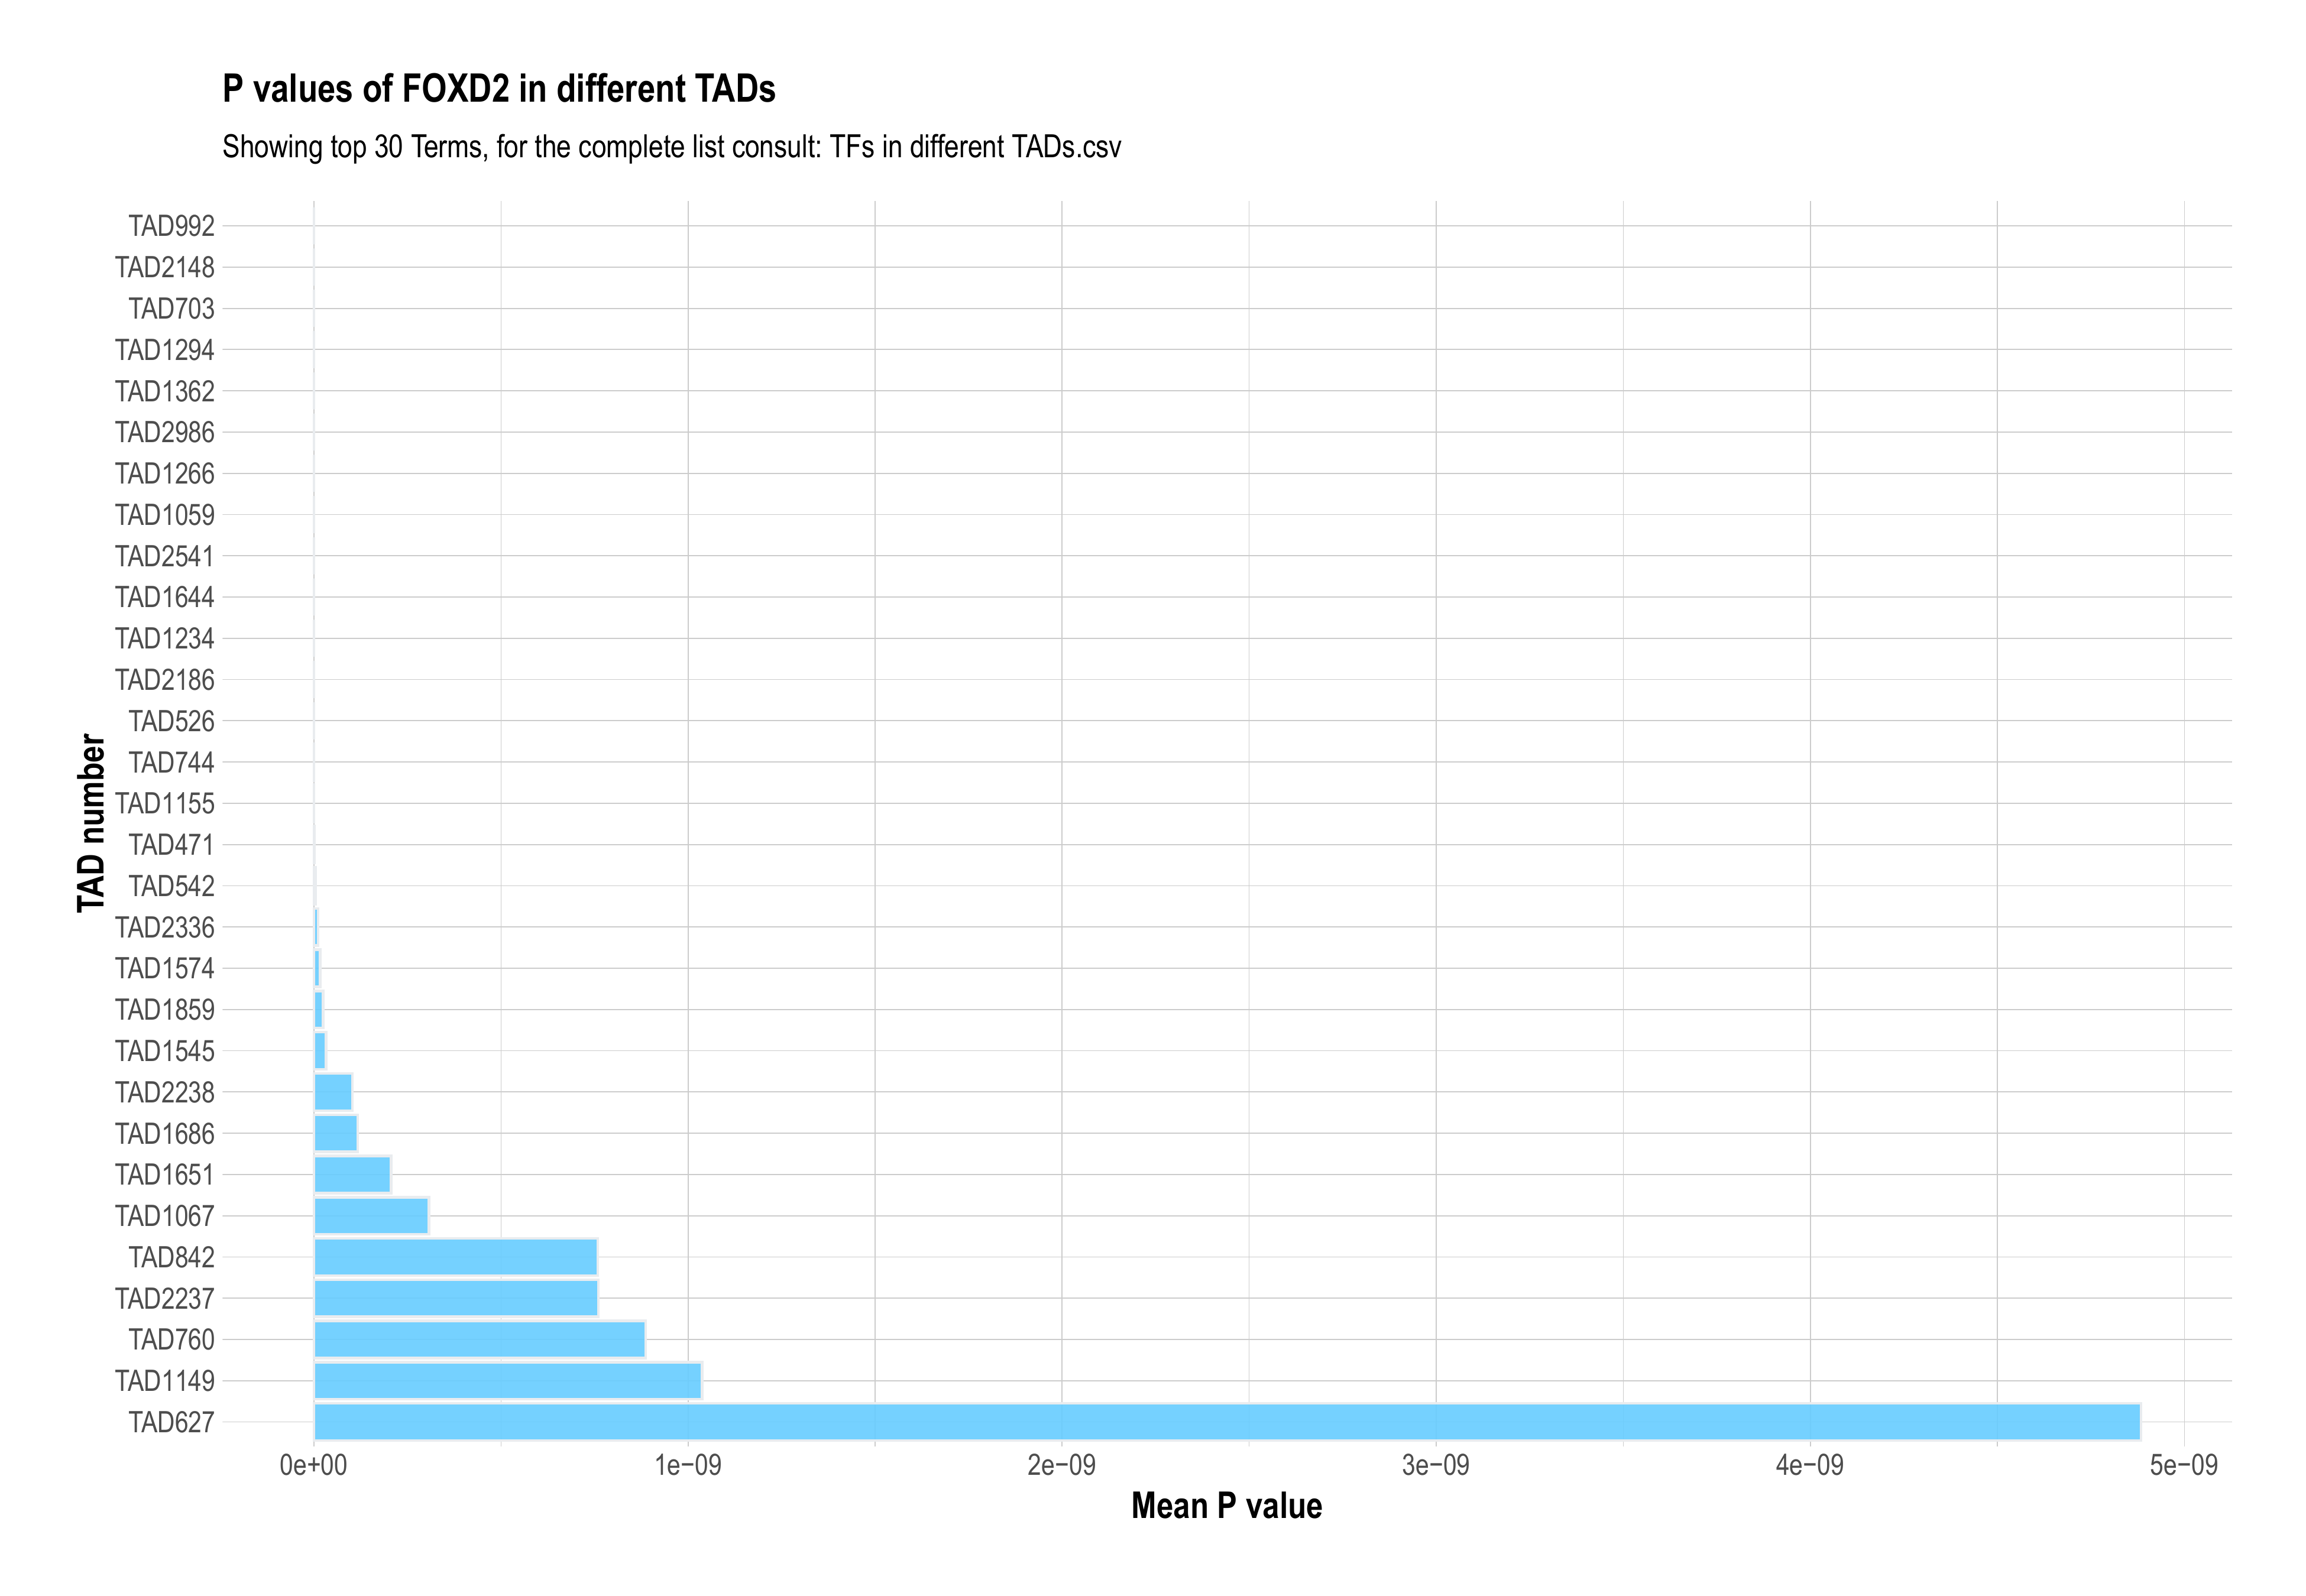 P values of FOXD2 in different TADs
Showing top 30 Terms, for the complete list consult: TFs in different TADs.csv
TAD number
TAD992
TAD2148
TAD703
TAD1294
TAD1362
TAD2986
TAD1266
TAD1059
TAD2541
TAD1644
TAD1234
TAD2186
TAD526
TAD744
TAD1155
TAD471
TAD542
TAD2336
TAD1574
TAD1859
TAD1545
TAD2238
TAD1686
TAD1651
TAD1067
TAD842
TAD2237
TAD760
TAD1149
TAD627
0e+00 1e−09 2e−09 3e−09 4e−09 5e−09
Mean P value